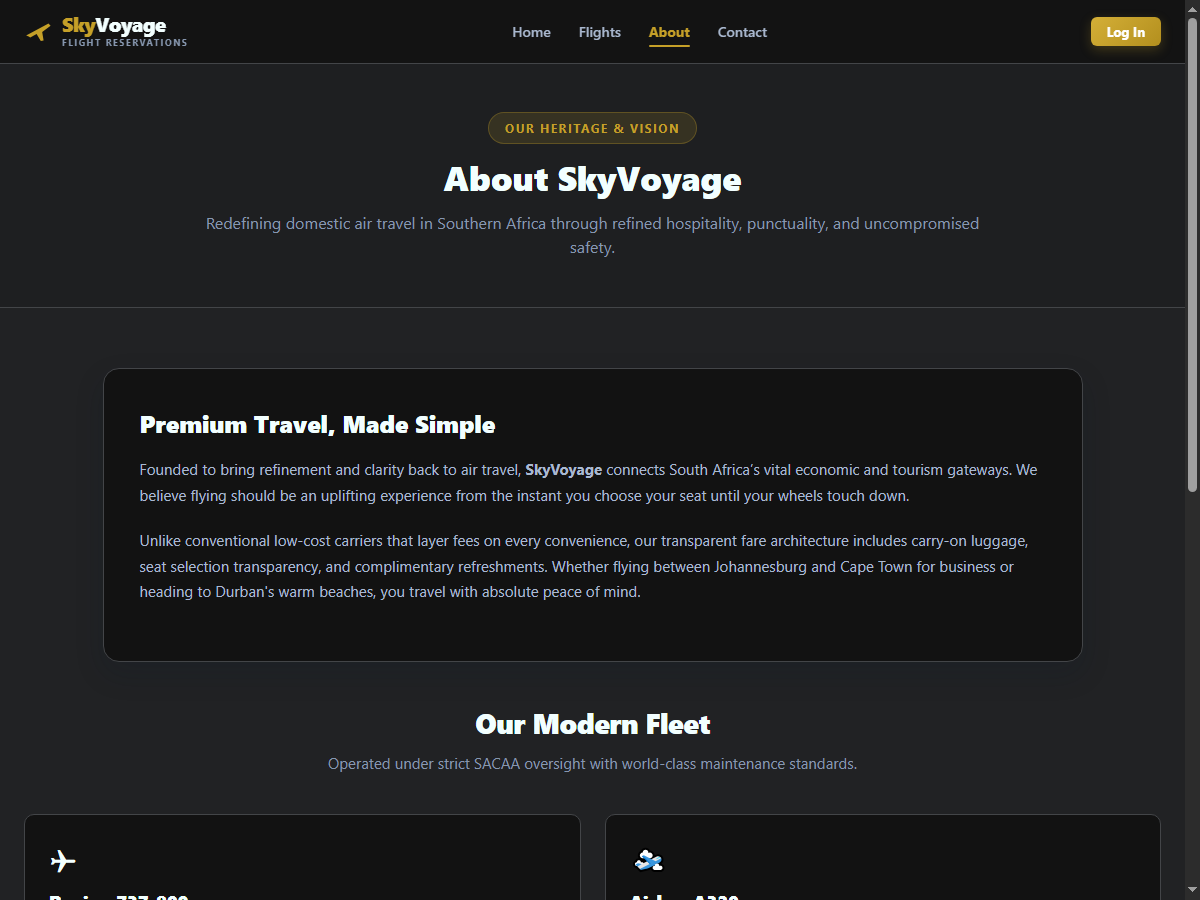 SkyVoyage
FLIGHT RESERVATIONS
Home Flights About Contact
Log In
OUR HERITAGE & VISION
About SkyVoyage
Redefining domestic air travel in Southern Africa through refined hospitality, punctuality, and uncompromised
safety.
Premium Travel, Made Simple
Founded to bring refinement and clarity back to air travel, SkyVoyage connects South Africa's vital economic and tourism gateways. We
believe flying should be an uplifting experience from the instant you choose your seat until your wheels touch down.
Unlike conventional low-cost carriers that layer fees on every convenience, our transparent fare architecture includes carry-on luggage,
seat selection transparency, and complimentary refreshments. Whether flying between Johannesburg and Cape Town for business or
heading to Durban's warm beaches, you travel with absolute peace of mind.
Our Modern Fleet
Operated under strict SACAA oversight with world-class maintenance standards.
Boeing 737-800
Airbus A320